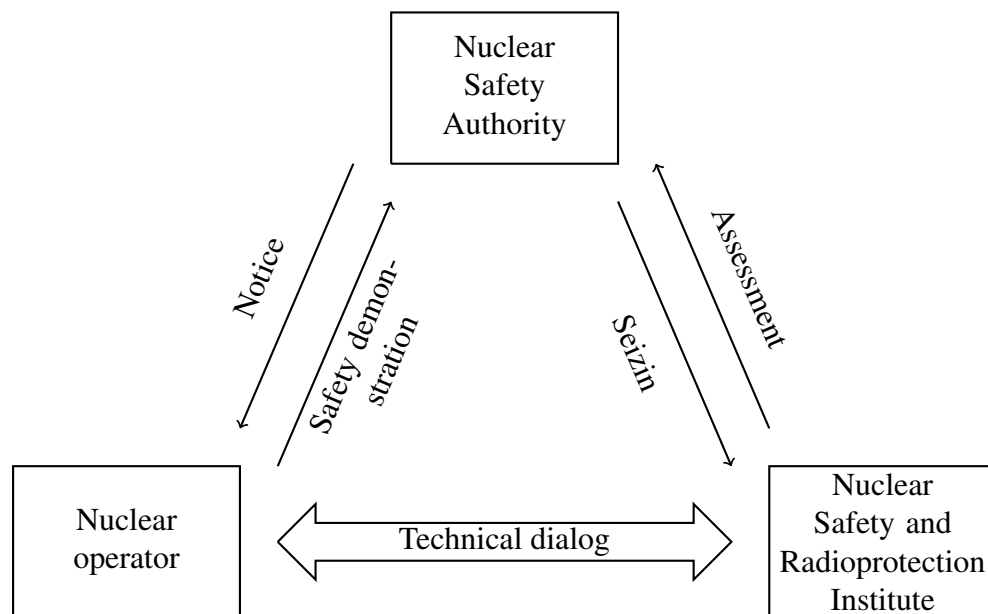 Nuclear
Safety
Authority
Notice
Safety demon-
stration
Seizin
Assessment
Nuclear
operator
Technical dialog
Nuclear
Safety and
Radioprotection
Institute